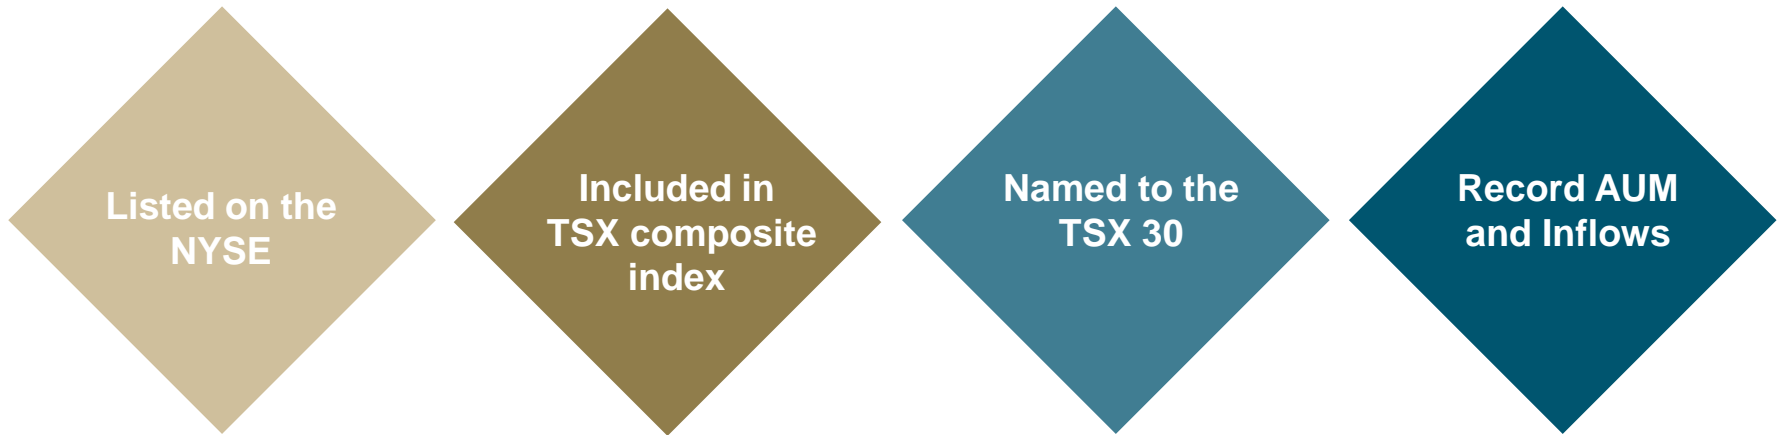 Listed on the
NYSE
Included in
TSX composite
index
Named to the
TSX 30
Record AUM
and Inflows